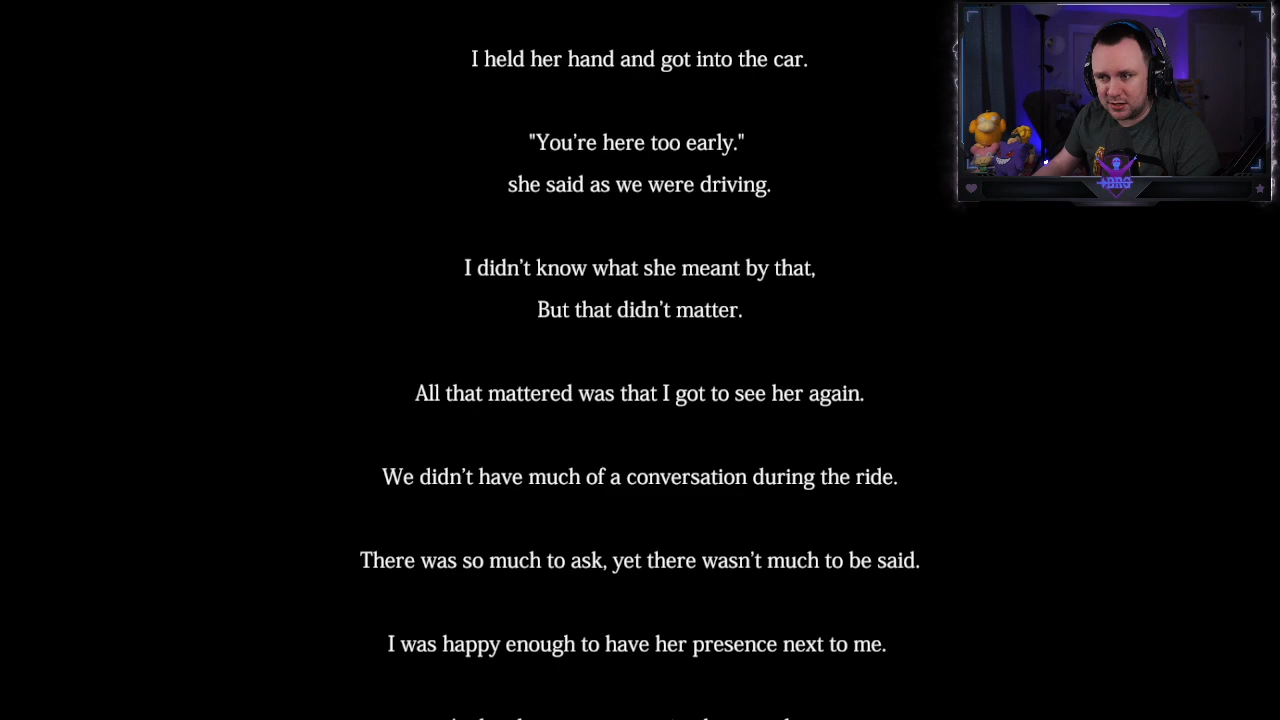 I held her hand and got into the car.
"You're here too early."
she said as we were driving.
I didn't know what she meant by that,
But that didn't matter.
All that mattered was that I got to see her again.
We didn't have much of a conversation during the ride.
There was so much to ask, yet there wasn't much to be said.
I was happy enough to have her presence next to me.